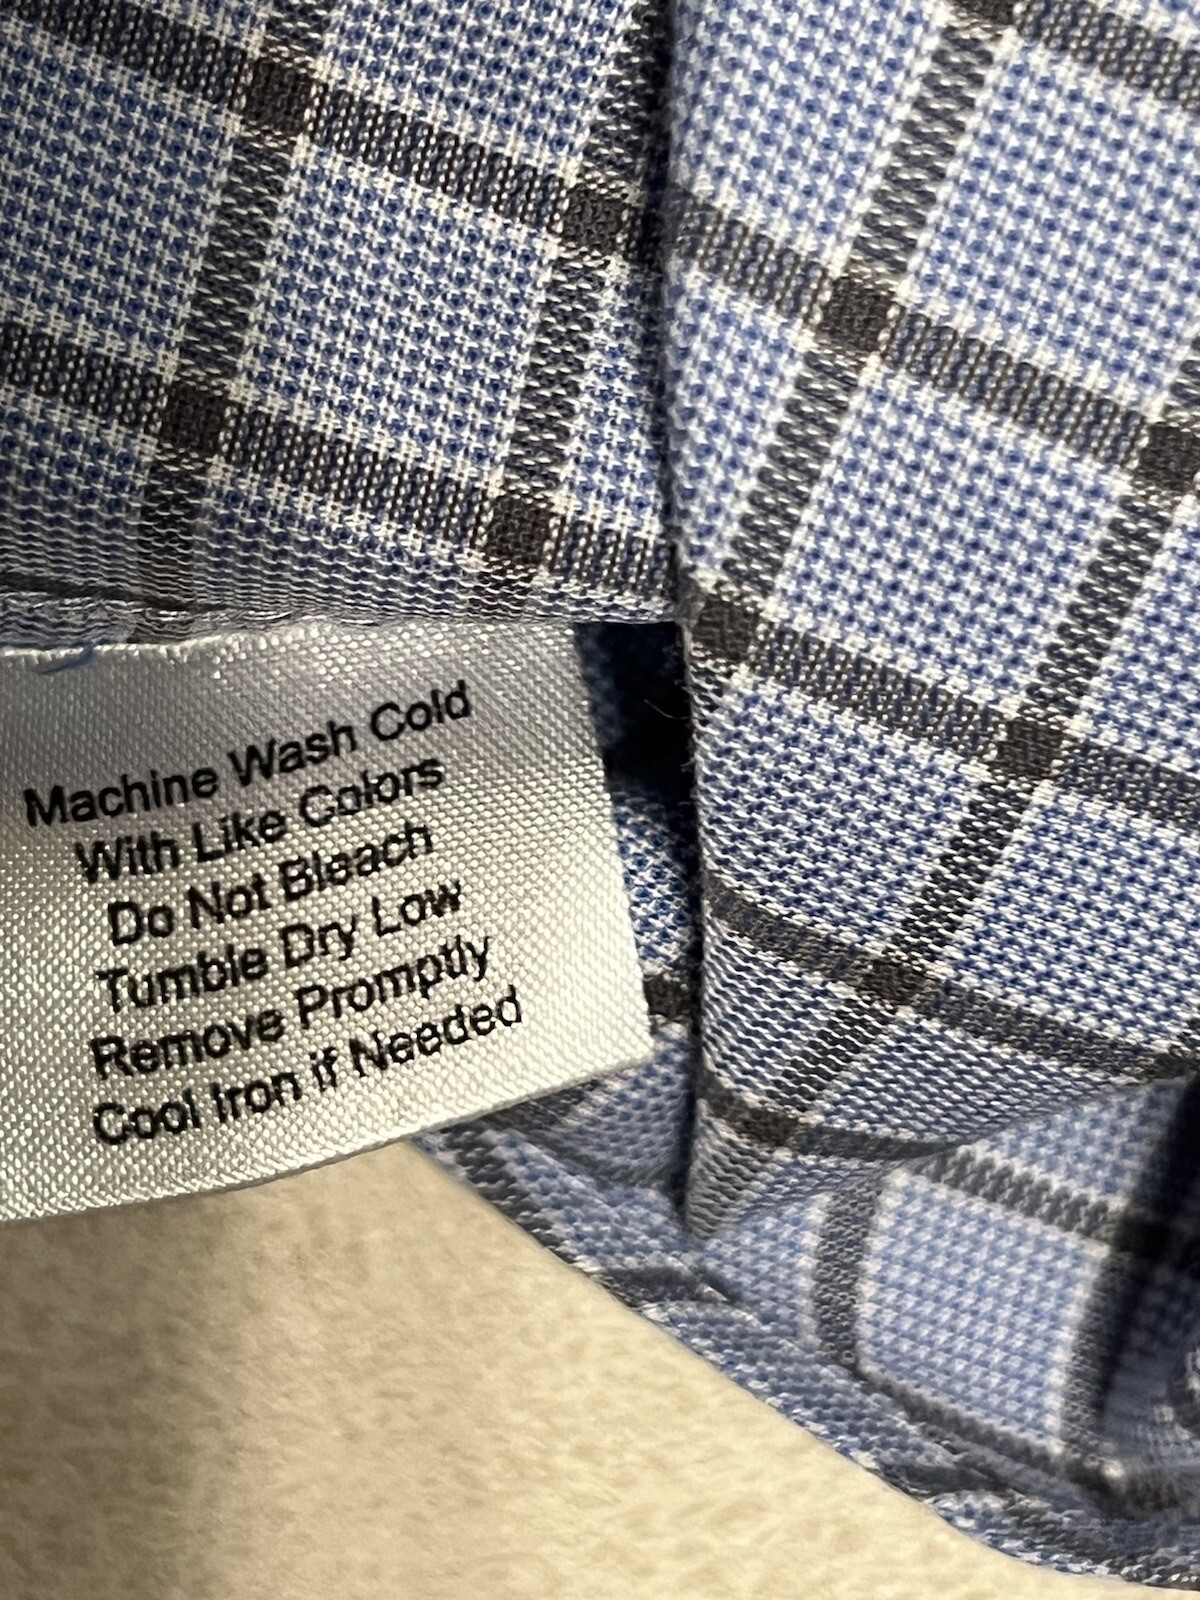 Machine Wash Cold
With Like Colors
Do Not Bleach
Tumble Dry Low
Remove Promptly
Cool Iron if Needed